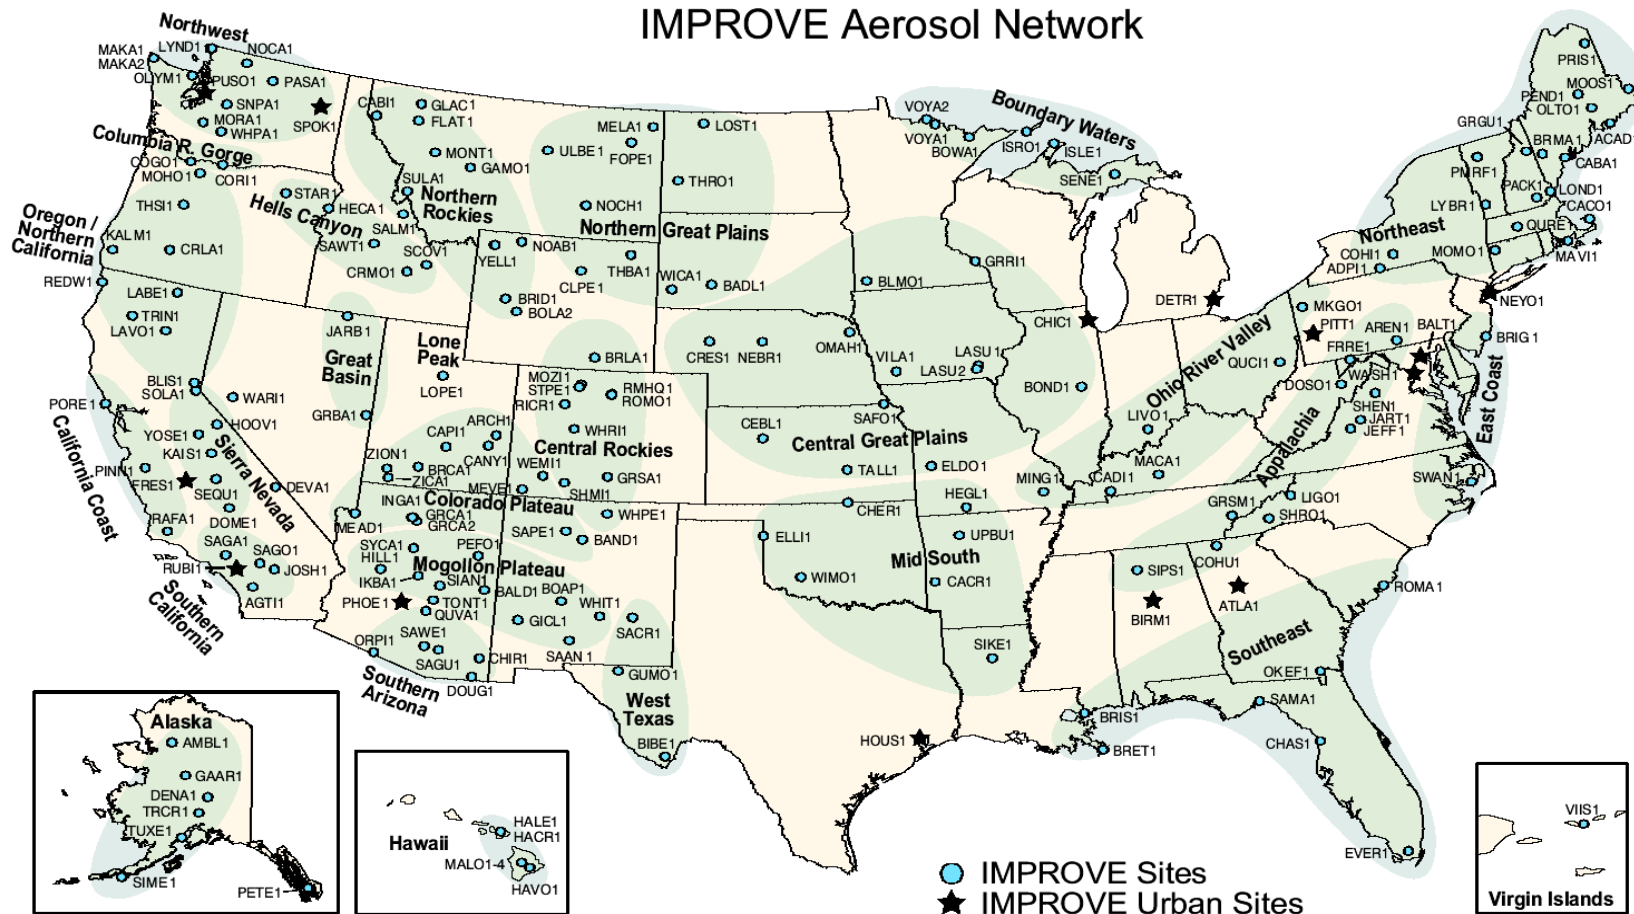 IMPROVE Aerosol Network
Northwest
MAKA1
MAKA2
LYND1
NOCA1
OLYM1
PUSO1
PASA1
SNPA1
MORA1
WHPA1
SPOK1
Columbia R. Gorge
COGO1
MOHO1
CORI1
CABI1
GLAC1
FLAT1
MONT1
GAMO1
SULA1
Northern
Rockies
ULBE1
MELA1
FOPE1
LOST1
THRO1
NOCH1
Northern Great Plains
VOYA2
VOYA1
BOWA1
Boundary Waters
ISRO1
ISLE1
SENE1
PRIS1
MOOS1
PEND1
OLTO1
GRGU1
BRMA1
ACAD1
CABA1
PMRF1
PACK1
LOND1
CACO1
LYBR1
QURE1
Northeast
COHI1
ADPI1
MOMO1
MAVI1
STAR1
HECA1
Hells Canyon
SALM1
SAWT1
SCOV1
CRMO1
THSI1
Oregon /
Northern
California
KALM1
CRLA1
REDW1
LABE1
TRIN1
LAVO1
YELL1
NOAB1
THBA1
CLPE1
BRID1
BOLA2
WICA1
BADL1
BLMO1
GRRI1
DETR1
NEYO1
MKGO1
PITT1
AREN1
BALT1
BRIG1
FRRE1
WASH1
QUCI1
DOSO1
SHEN1
JART1
JEFF1
East Coast
Ohio River Valley
Appalachia
JARB1
Great
Basin
GRBA1
Lone
Peak
LOPE1
BRLA1
CRES1
NEBR1
OMAH1
VILA1
LASU1
LASU2
CHIC1
BOND1
LIVO1
BLIS1
SOLA1
WARI1
HOOV1
PORE1
YOSE1
KAIS1
PINN1
FRES1
SEQU1
DEVA1
DOME1
RAFA1
California Coast
Sierra Nevada
MOZI1
STPE1
RICR1
RMHQ1
ROMO1
WHRI1
Central Rockies
WEMI1
MEVE1
SHMI1
GRSA1
ARCH1
CAPI1
CANY1
ZION1
BRCA1
ZICA1
INGA1
Colorado Plateau
GRCA1
GRCA2
MEAD1
CEBL1
SAFO1
Central Great Plains
TALL1
ELDO1
CHER1
HEGL1
MING1
CADI1
MACA1
UPBU1
Mid South
CACR1
SIKE1
ELLI1
WIMO1
SWAN1
LIGO1
GRSM1
SHRO1
COHU1
SIPS1
BIRM1
ATLA1
ROMA1
Southeast
OKEF1
SAMA1
CHAS1
EVER1
BRIS1
BRET1
HOUS1
SAGA1
SAGO1
RUBI1
JOSH1
AGTI1
Southern
California
SYCA1
HILL1
PEFO1
Mogollon Plateau
IKBA1
SIAN1
BALD1
PHOE1
TONT1
QUVA1
SAWE1
ORPI1
SAGU1
CHIR1
DOUG1
Southern
Arizona
SAPE1
BAND1
WHPE1
BOAP1
WHIT1
GICL1
SACR1
SAAN1
GUMO1
West
Texas
BIBE1
Alaska
AMBL1
GAAR1
DENA1
TRCR1
TUXE1
SIME1
PETE1
Hawaii
HALE1
HACR1
MALO1-4
HAVO1
VIIS1
Virgin Islands
IMPROVE Sites
IMPROVE Urban Sites